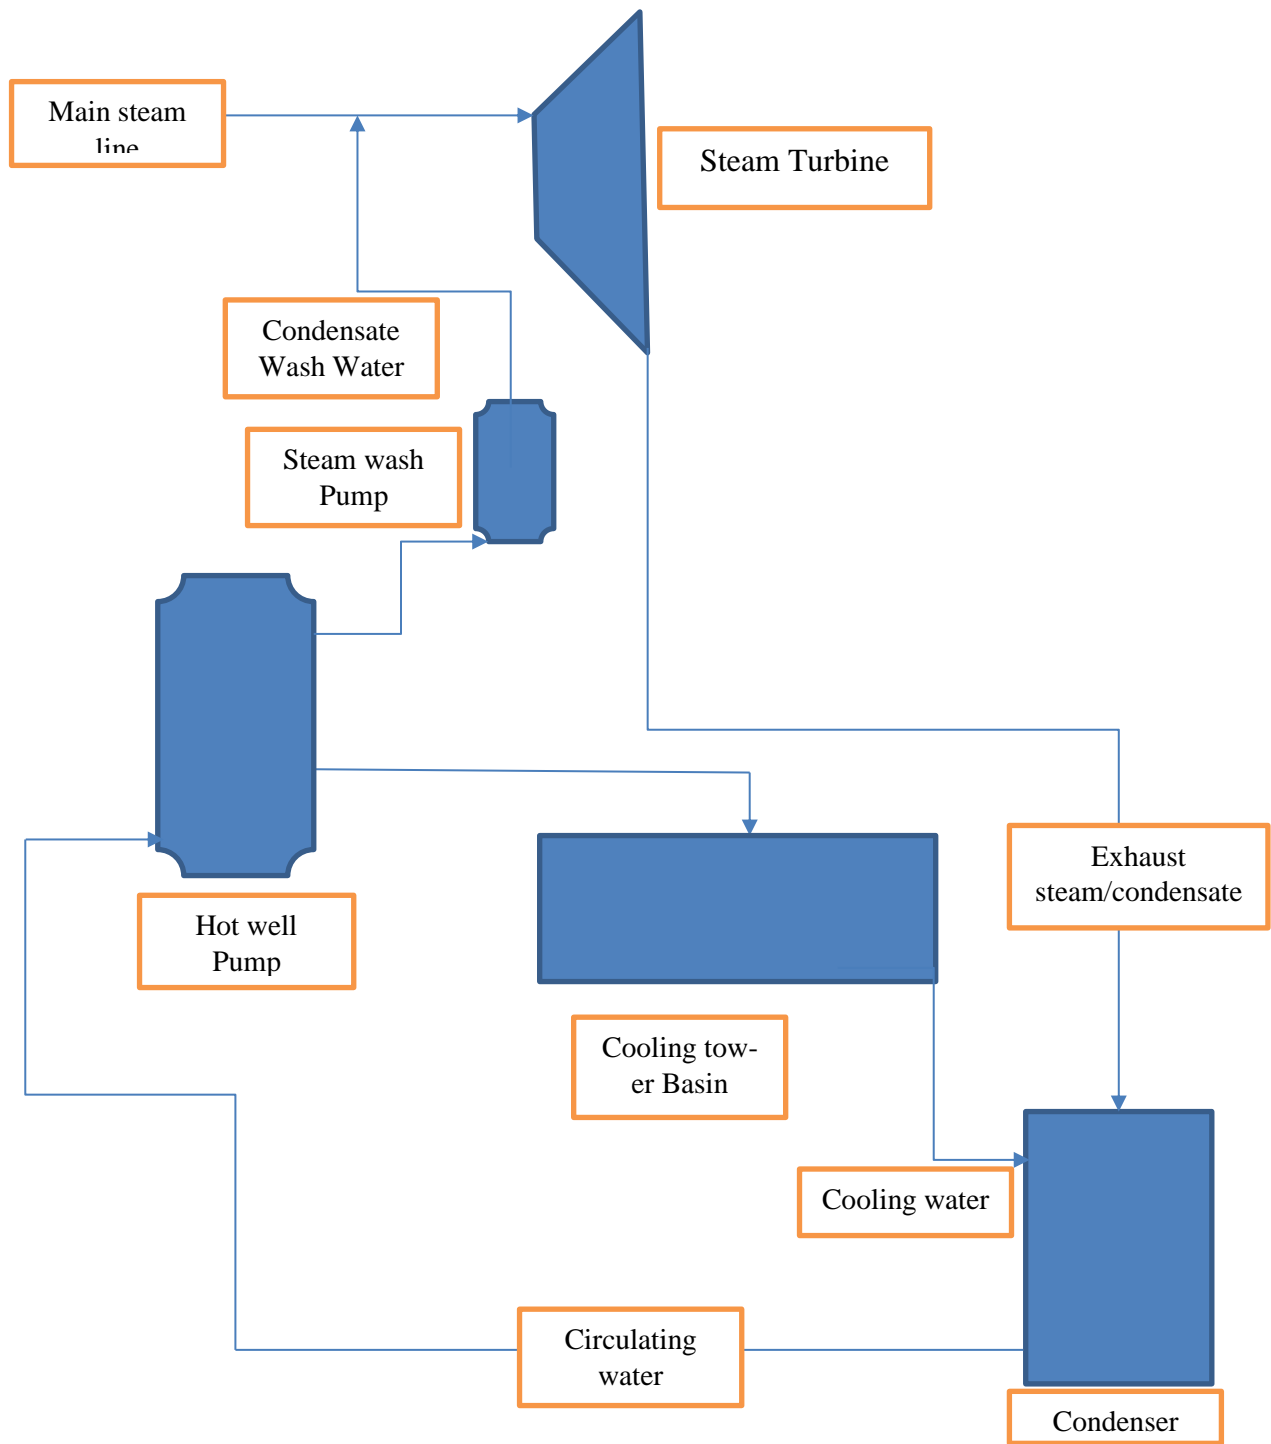 Main steam
line
Steam Turbine
Condensate
Wash Water
Steam wash
Pump
Exhaust
steam/condensate
Hot well
Pump
Cooling tow-
er Basin
Cooling water
Circulating
water
Condenser